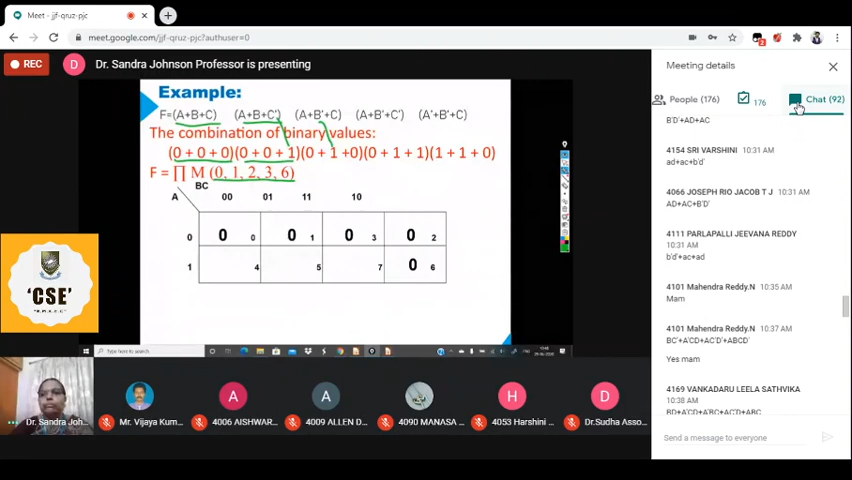 Meet - jjf-qruz-pjc
meet.google.com/jjf-qruz-pjc?authuser=0
REC
D
Dr. Sandra Johnson Professor is presenting
Example:
F=(A+B+C) (A+B+C') (A+B'+C) (A+B'+C') (A'+B'+C)
The combination of binary values:
(0 + 0 + 0)(0 + 0 + 1)(0 + 1 +0)(0 + 1 + 1)(1 + 1 + 0)
F = ∏ M (0, 1, 2, 3, 6)
BC
A 00 01 11 10
0 0 0 0 1 0 3 0 2
1 4 5 7 0 6
'CSE'
Type here to search
Dr. Sandra Joh...
Mr. Vijaya Kum...
A
4006 AISHWAR...
A
4009 ALLEN D...
4090 MANASA ...
H
4053 Harshini ...
D
Dr.Sudha Asso...
Meeting details
People (176)
176
Chat (92)
B'D'+AD+AC
4154 SRI VARSHINI 10:31 AM
ad+ac+b'd'
4066 JOSEPH RIO JACOB T J 10:31 AM
AD+AC+B'D'
4111 PARLAPALLI JEEVANA REDDY
10:31 AM
b'd'+ac+ad
4101 Mahendra Reddy.N 10:35 AM
Mam
4101 Mahendra Reddy.N 10:37 AM
BC'+A'CD+AC'D'+ABCD'
Yes mam
4169 VANKADARU LEELA SATHVIKA
10:38 AM
Send a message to everyone